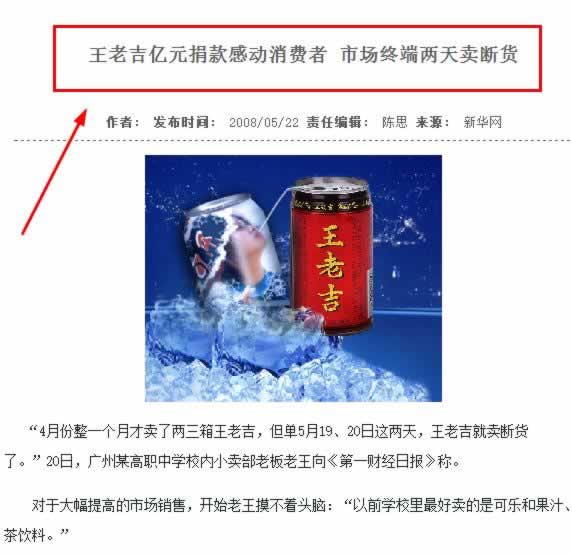 王老吉亿元捐款感动消费者 市场终端两天卖断货
作者： 发布时间： 2008/05/22 责任编辑： 陈思 来源： 新华网
王老吉
“4月份整一个月才卖了两三箱王老吉，但单5月19、20日这两天，王老吉就卖断货
了。”20日，广州某高职中学校内小卖部老板老王向《第一财经日报》称。
对于大幅提高的市场销售，开始老王摸不着头脑：“以前学校里最好卖的是可乐和果汁、
茶饮料。”